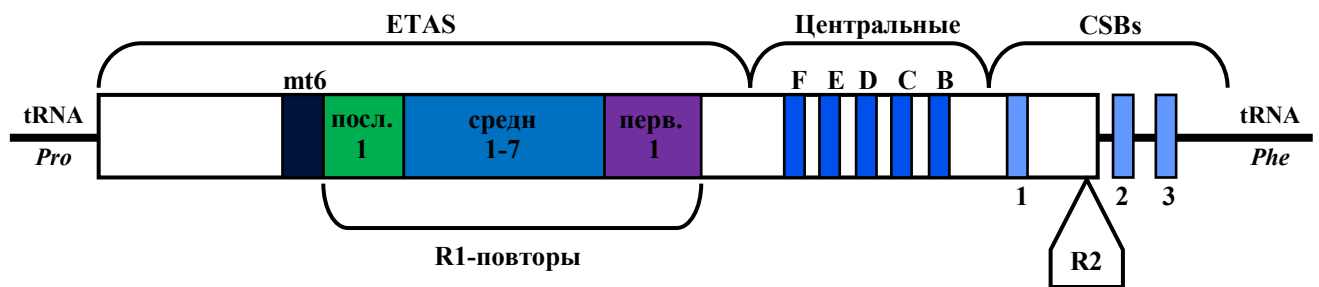 ETAS Центральные CSBs
mt6 F E D C B
tRNA посл. средн перв. tRNA
Pro 1 1-7 1 Phe
1 2 3
R1-повторы R2